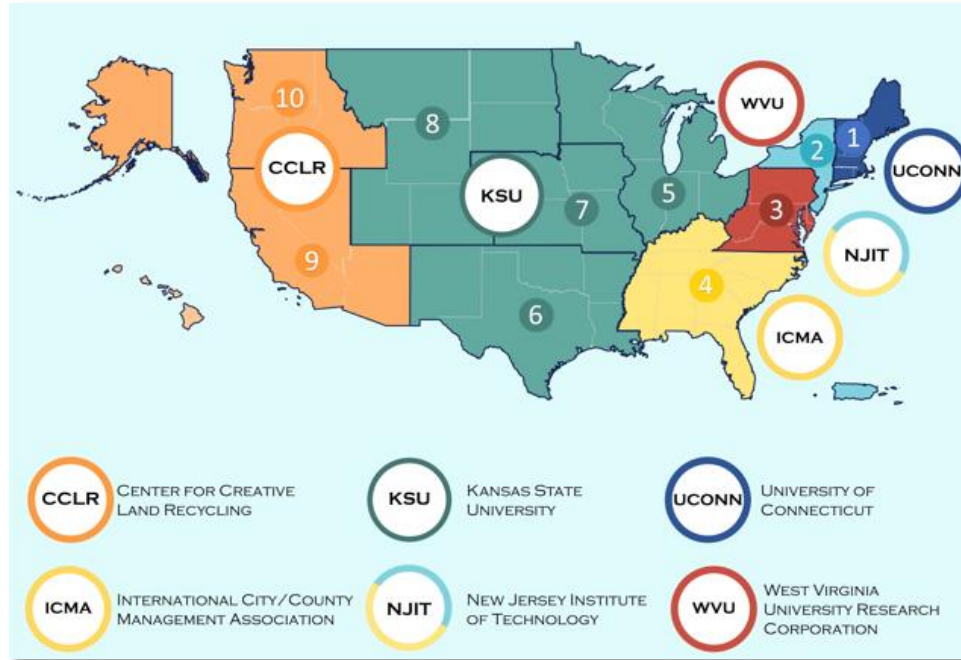 WVU
10
1
8
2
CCLR
UCONN
KSU
5
7
3
NJIT
9
4
6
ICMA
CCLR
CENTER FOR CREATIVE
LAND RECYCLING
KSU
KANSAS STATE
UNIVERSITY
UCONN
UNIVERSITY OF
CONNECTICUT
ICMA
INTERNATIONAL CITY/COUNTY
MANAGEMENT ASSOCIATION
NJIT
NEW JERSEY INSTITUTE
OF TECHNOLOGY
WVU
WEST VIRGINIA
UNIVERSITY RESEARCH
CORPORATION